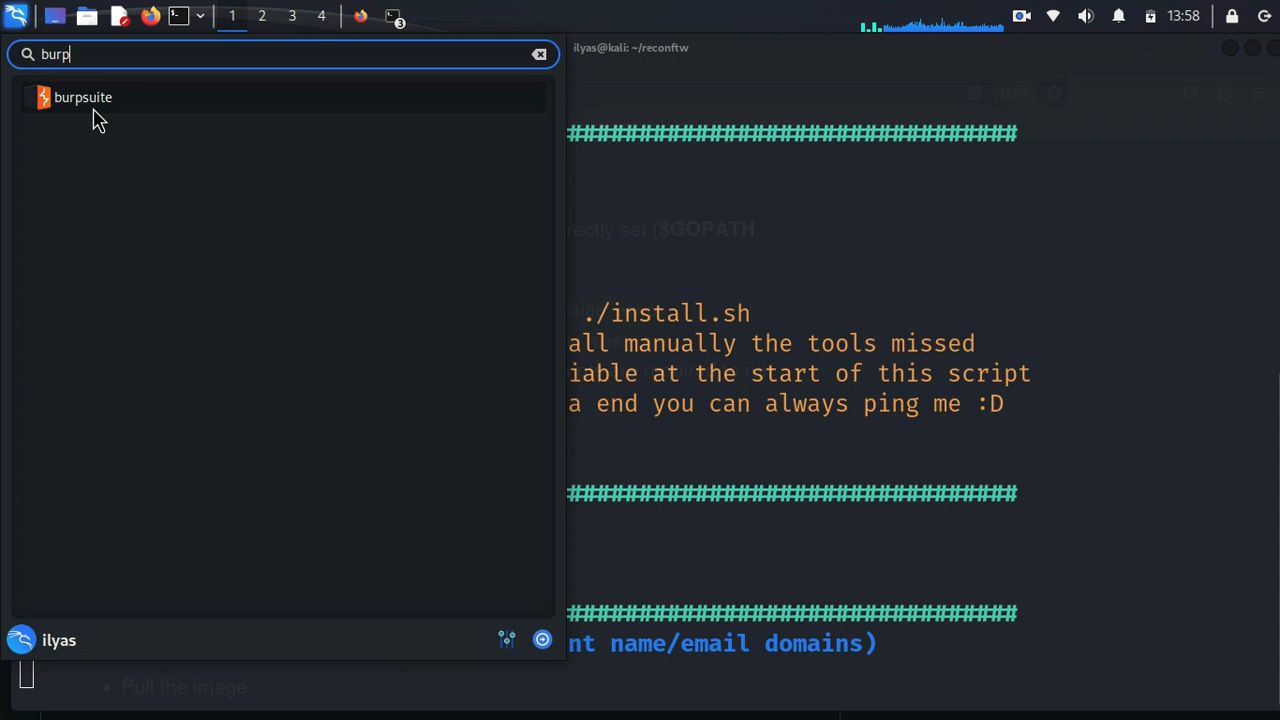 1 2 3 4 3 13:58
burp
ilyas@kali: ~/reconftw
burpsuite
#################################
rectly set ($GOPATH,
./install.sh
all manually the tools missed
iable at the start of this script
a end you can always ping me :D
#################################
#################################
nt name/email domains)
ilyas
Pull the image